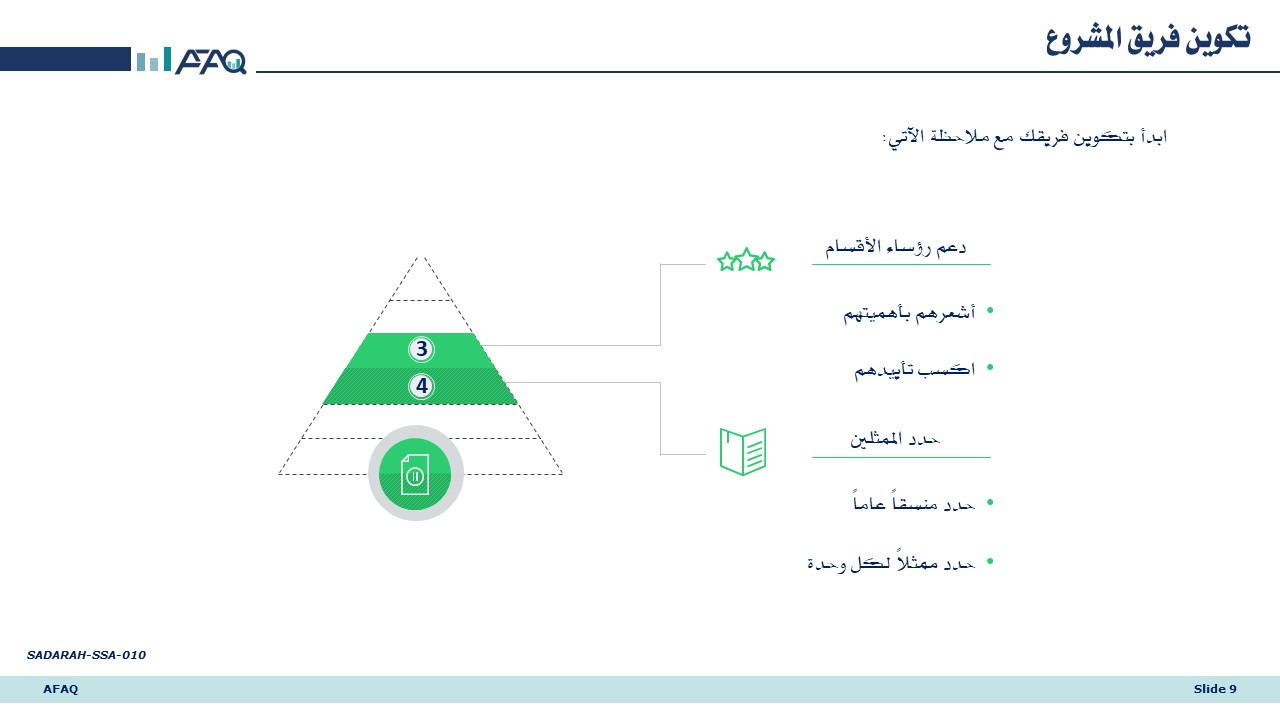 تكوين فريق المشروع
AFAQ
ابدأ بتكوين فريقك مع ملاحظة الآتي:
دعم رؤساء الأقسام
• أشعرهم بأهميتهم
• اكسب تأييدهم
3
4
حدد الممثلين
• حدد منسقاً عاماً
• حدد ممثلاً لكل وحدة
SADARAH-SSA-010
AFAQ
Slide 9